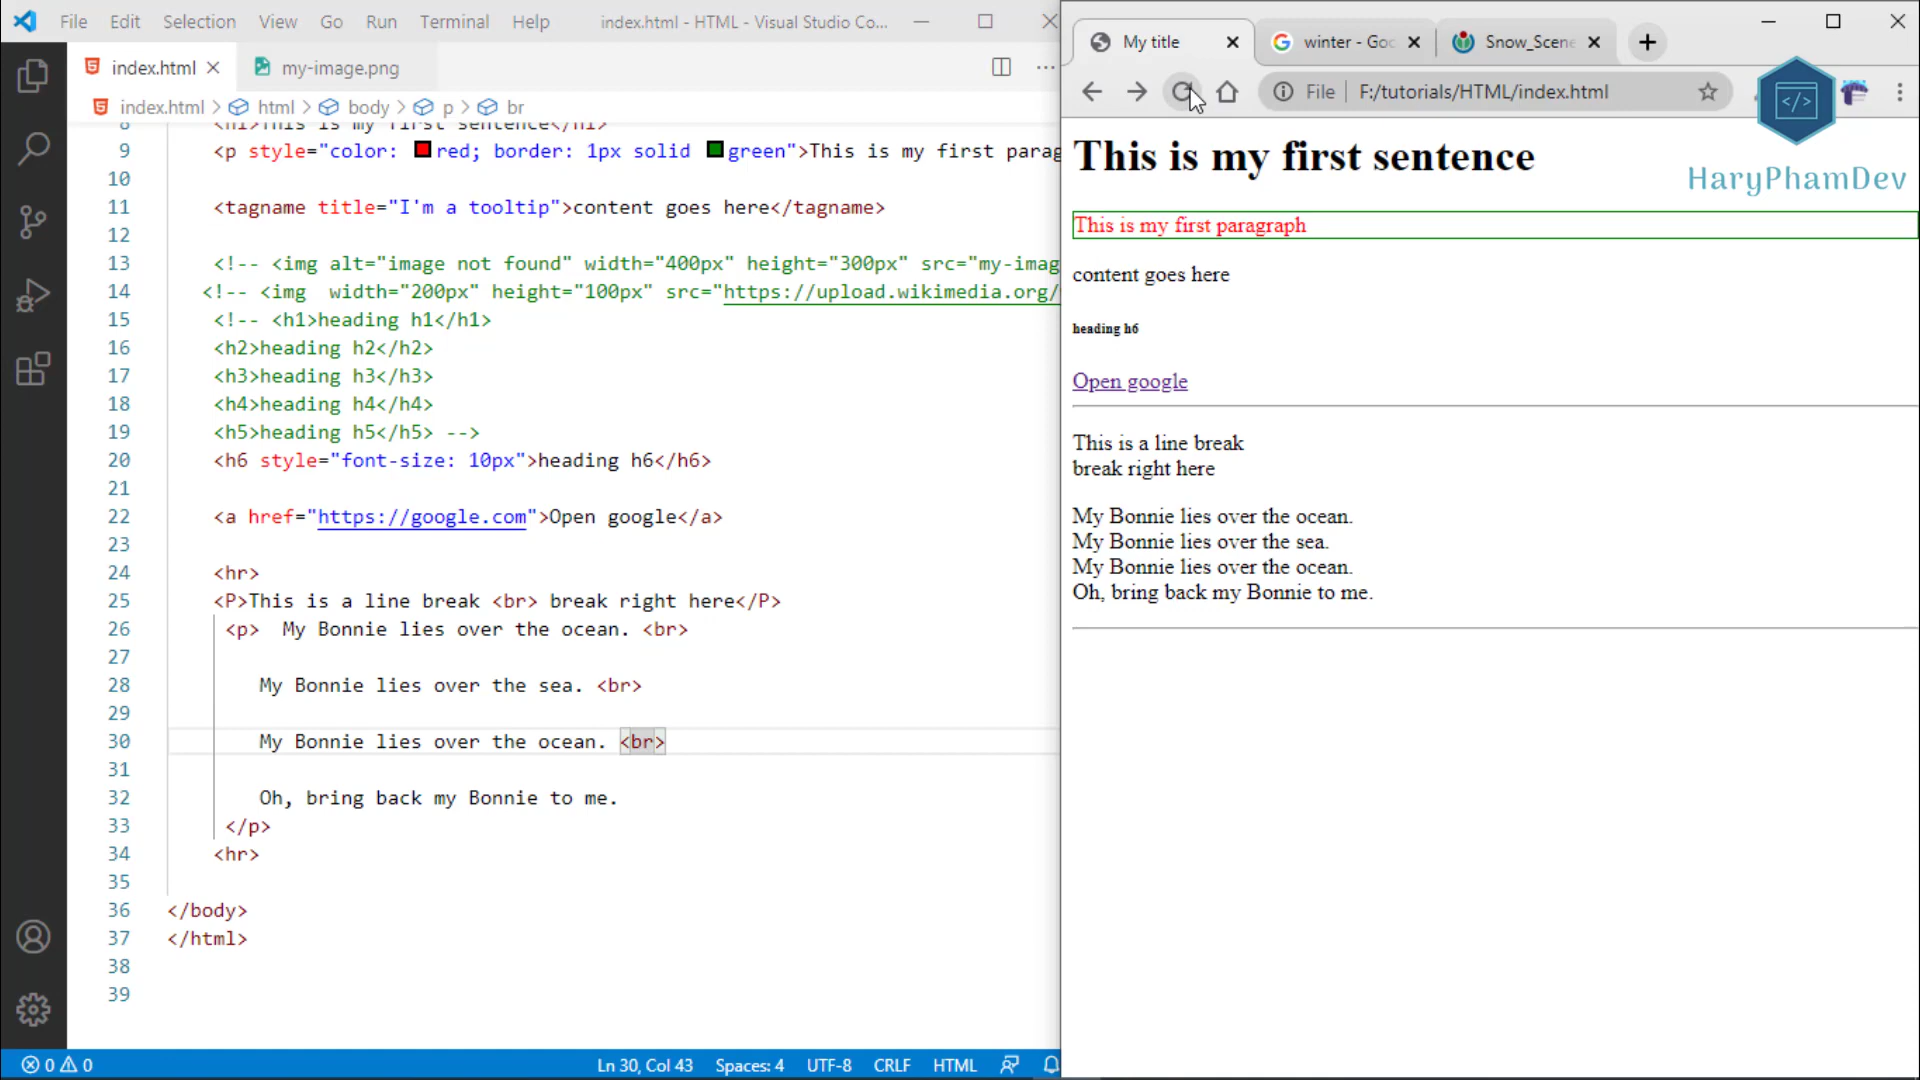 File Edit Selection View Go Run Terminal Help index.html - HTML - Visual Studio Co...
index.html my-image.png
index.html > html > body > p > br
8 <h1>This is my first sentence</h1>
9 <p style="color: red; border: 1px solid green">This is my first parag
10
11 <tagname title="I'm a tooltip">content goes here</tagname>
12
13 <!-- <img alt="image not found" width="400px" height="300px" src="my-imag
14 <!-- <img  width="200px" height="100px" src="https://upload.wikimedia.org/
15 <!-- <h1>heading h1</h1>
16 <h2>heading h2</h2>
17 <h3>heading h3</h3>
18 <h4>heading h4</h4>
19 <h5>heading h5</h5> -->
20 <h6 style="font-size: 10px">heading h6</h6>
21
22 <a href="https://google.com">Open google</a>
23
24 <hr>
25 <P>This is a line break <br> break right here</P>
26 <p>  My Bonnie lies over the ocean. <br>
27
28 My Bonnie lies over the sea. <br>
29
30 My Bonnie lies over the ocean. <br>
31
32 Oh, bring back my Bonnie to me.
33 </p>
34 <hr>
35
36 </body>
37 </html>
38
39
0 0 Ln 30, Col 43 Spaces: 4 UTF-8 CRLF HTML
My title winter - Goo Snow_Scene
File F:/tutorials/HTML/index.html
</>
HaryPhamDev
This is my first sentence
This is my first paragraph
content goes here
heading h6
Open google
This is a line break
break right here
My Bonnie lies over the ocean.
My Bonnie lies over the sea.
My Bonnie lies over the ocean.
Oh, bring back my Bonnie to me.